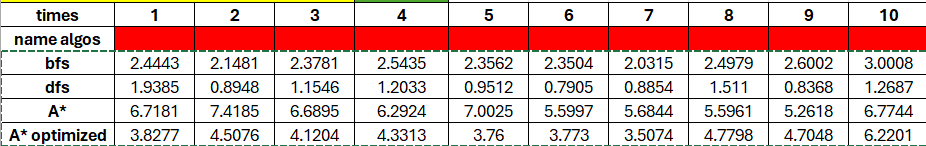 times 1 2 3 4 5 6 7 8 9 10
name algos
bfs 2.4443 2.1481 2.3781 2.5435 2.3562 2.3504 2.0315 2.4979 2.6002 3.0008
dfs 1.9385 0.8948 1.1546 1.2033 0.9512 0.7905 0.8854 1.511 0.8368 1.2687
A* 6.7181 7.4185 6.6895 6.2924 7.0025 5.5997 5.6844 5.5961 5.2618 6.7744
A* optimized 3.8277 4.5076 4.1204 4.3313 3.76 3.773 3.5074 4.7798 4.7048 6.2201